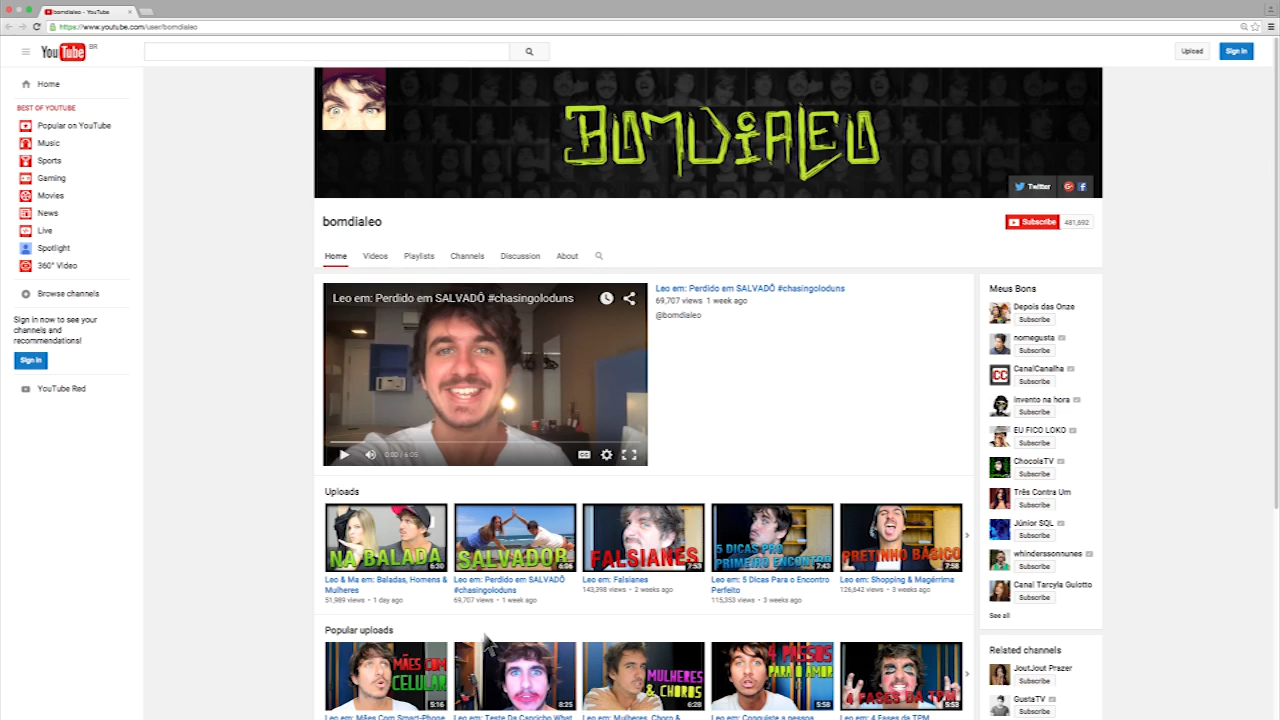 bomdialeo - YouTube
https://www.youtube.com/user/bomdialeo
YouTube BR
Upload
Sign in
Home
BEST OF YOUTUBE
Popular on YouTube
Music
Sports
Gaming
Movies
News
Live
Spotlight
360° Video
Browse channels
Sign in now to see your
channels and
recommendations!
Sign in
YouTube Red
BOMDIALEO
Twitter
bomdialeo
Subscribe 481,692
Home Videos Playlists Channels Discussion About
Leo em: Perdido em SALVADÔ #chasingoloduns
0:00 / 6:05
CC
Leo em: Perdido em SALVADÔ #chasingoloduns
69,707 views 1 week ago
@bomdialeo
Uploads
NA BALADA
6:30
Leo & Ma em: Baladas, Homens &
Mulheres
51,989 views • 1 day ago
SALVADOR
6:06
Leo em: Perdido em SALVADÔ
#chasingoloduns
69,707 views • 1 week ago
FALSIANES
7:53
Leo em: Falsianes
143,398 views • 2 weeks ago
5 DICAS PRO
PRIMEIRO ENCONTRO
7:43
Leo em: 5 Dicas Para o Encontro
Perfeito
115,353 views • 3 weeks ago
PRETINHO BÁSICO
7:58
Leo em: Shopping & Magérrima
126,642 views • 3 weeks ago
Popular uploads
MÃES COM
CELULAR
5:16
Leo em: Mães Com Smart-Phone
8:25
Leo em: Teste Da Capricho What
MULHERES
& CHOROS
6:28
Leo em: Mulheres, Choro &
4 PASSOS
PARA O AMOR
5:58
Leo em: Conquiste a pessoa
4 FASES DA TPM
5:53
Leo em: 4 Fases da TPM
Meus Bons
Depois das Onze
Subscribe
nomegusta
Subscribe
CanalCanalha
Subscribe
Invento na hora
Subscribe
EU FICO LOKO
Subscribe
ChocolaTV
Subscribe
Três Contra Um
Subscribe
Júnior SQL
Subscribe
whinderssonnunes
Subscribe
Canal Tarcyla Guiotto
Subscribe
See all
Related channels
JoutJout Prazer
Subscribe
GustaTV
Subscribe